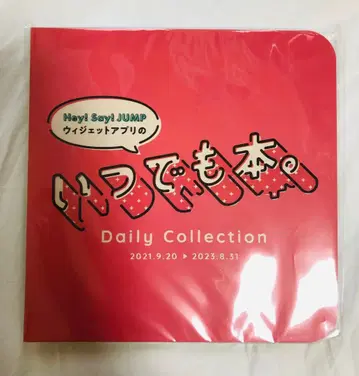 Hey! Say! JUMP
ウィジェットアプリの
いつでも本。
Daily Collection
2021.9.20 ▶ 2023.8.31